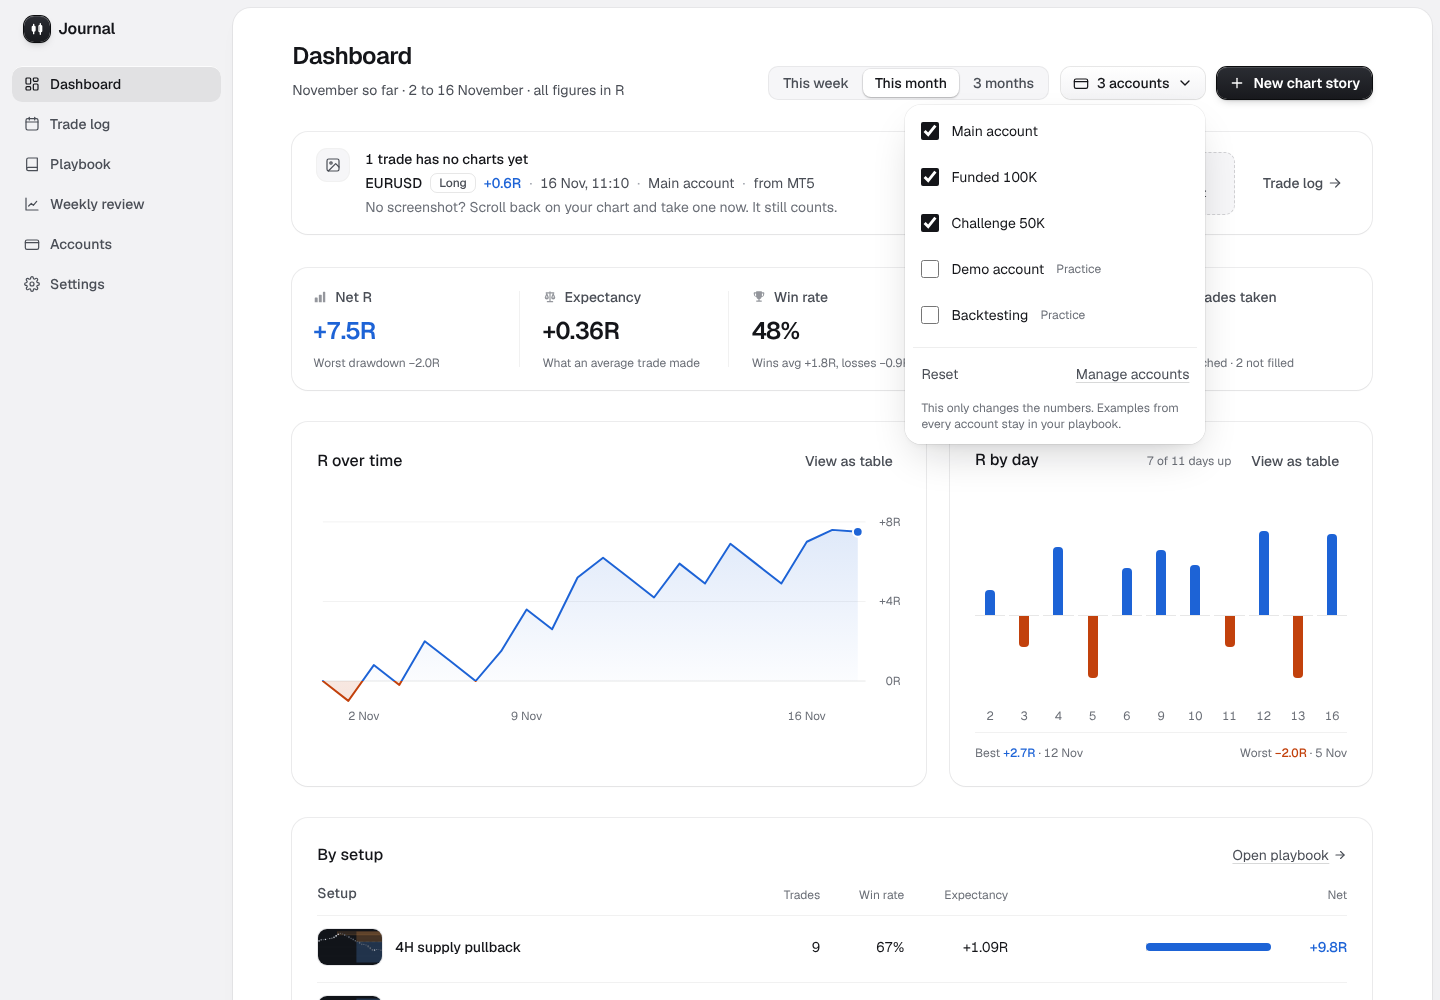 Journal
Dashboard
Trade log
Playbook
Weekly review
Accounts
Settings
Dashboard
November so far · 2 to 16 November · all figures in R
This week
This month
3 months
3 accounts
New chart story
Main account
Funded 100K
Challenge 50K
Demo account Practice
Backtesting Practice
Reset
Manage accounts
This only changes the numbers. Examples from
every account stay in your playbook.
1 trade has no charts yet
EURUSD Long +0.6R · 16 Nov, 11:10 · Main account · from MT5
No screenshot? Scroll back on your chart and take one now. It still counts.
Trade log →
Net R
+7.5R
Worst drawdown −2.0R
Expectancy
+0.36R
What an average trade made
Win rate
48%
Wins avg +1.8R, losses −0.9R
taken
· 2 not filled
R over time
View as table
+8R
+4R
0R
2 Nov
9 Nov
16 Nov
R by day
7 of 11 days up
View as table
2 3 4 5 6 9 10 11 12 13 16
Best +2.7R · 12 Nov
Worst −2.0R · 5 Nov
By setup
Open playbook →
Setup Trades Win rate Expectancy Net
4H supply pullback 9 67% +1.09R +9.8R